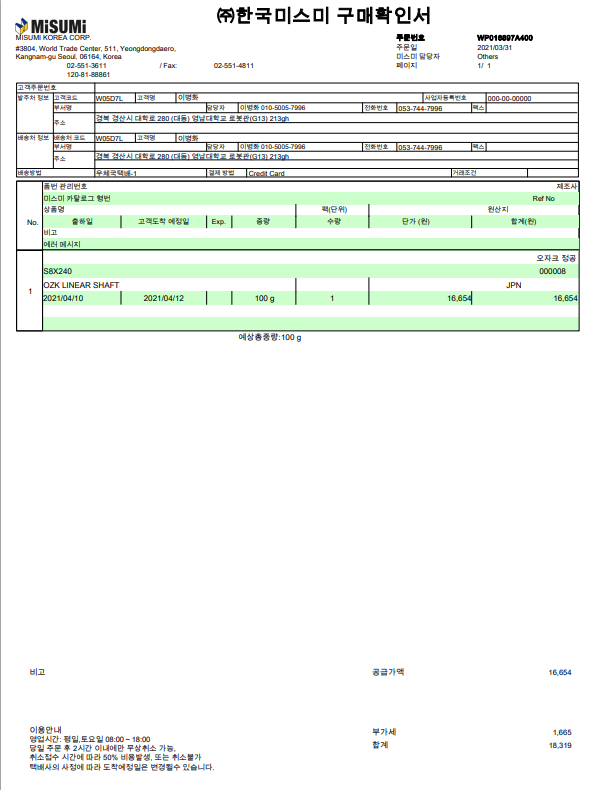 ㈜한국미스미 구매확인서
MiSUMi
MISUMI KOREA CORP.
#3804, World Trade Center, 511, Yeongdongdaero,
Kangnam-gu Seoul, 06164, Korea
02-551-3611 / Fax: 02-551-4811
120-81-88861
주문번호 WP018897A400
주문일 2021/03/31
미스미 담당자 Others
페이지 1/ 1
고객주문번호
발주처 정보 고객코드 W05D7L 고객명 이병화 사업자등록번호 000-00-00000
부서명 담당자 이병화 010-5005-7996 전화번호 053-744-7996 팩스
주소 경북 경산시 대학로 280 (대동) 영남대학교 로봇관(G13) 213gh
배송처 정보 배송처 코드 W05D7L 고객명 이병화
부서명 담당자 이병화 010-5005-7996 전화번호 053-744-7996 팩스
주소 경북 경산시 대학로 280 (대동) 영남대학교 로봇관(G13) 213gh
배송방법 우체국택배-1 결제 방법 Credit Card 거래조건
No. 품번 관리번호 제조사
미스미 카탈로그 형번 Ref No
상품명 팩(단위) 원산지
출하일 고객도착 예정일 Exp. 중량 수량 단가 (원) 합계(원)
비고
에러 메시지
1 오자크 정공
S8X240 000008
OZK LINEAR SHAFT JPN
2021/04/10 2021/04/12 100 g 1 16,654 16,654
예상총중량:100 g
비고 공급가액 16,654
이용안내 부가세 1,665
영업시간: 평일,토요일 08:00 ~ 18:00
당일 주문 후 2시간 이내에만 무상취소 가능, 합계 18,319
취소접수 시간에 따라 50% 비용발생, 또는 취소불가
택배사의 사정에 따라 도착예정일은 변경될수 있습니다.